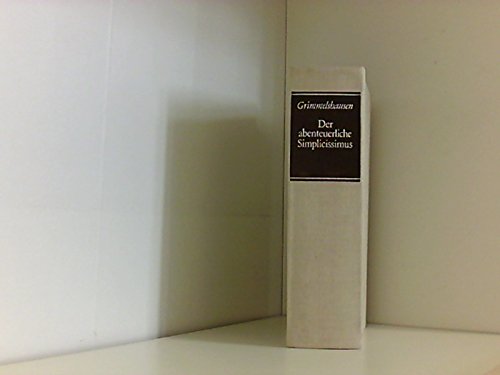 Grimmelshausen
Der
abenteuerliche
Simplicissimus